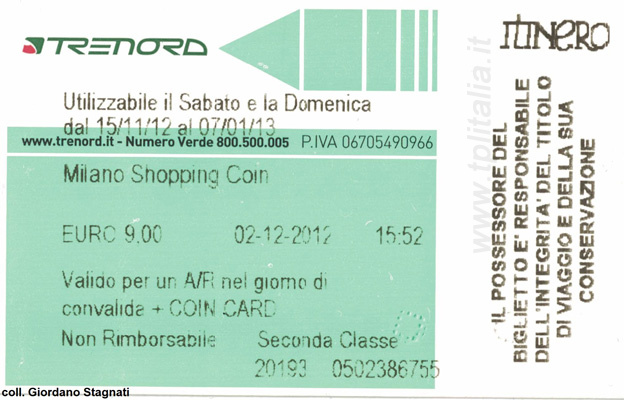 TRENORD
ITINERO
Utilizzabile il Sabato e la Domenica
dal 15/11/12 al 07/01/13
www.trenord.it - Numero Verde 800.500.005 P.IVA 06705490966
Milano Shopping Coin
EURO 9.00 02-12-2012 15:52
Valido per un A/R nel giorno di
convalida + COIN CARD
Non Rimborsabile Seconda Classe
20193 0502386755
www.tplitalia.it
IL POSSESSORE DEL
BIGLIETTO E' RESPONSABILE
DELL'INTEGRITA' DEL TITOLO
DI VIAGGIO E DELLA SUA
CONSERVAZIONE
coll. Giordano Stagnati